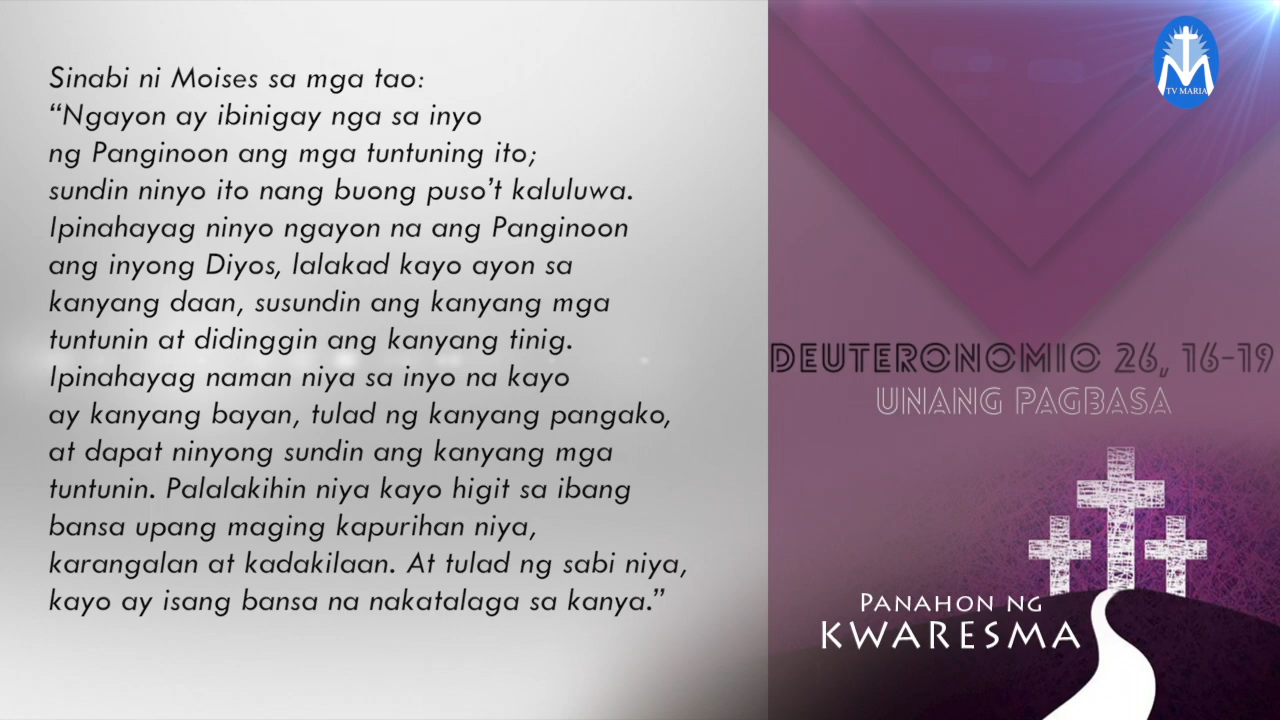 Sinabi ni Moises sa mga tao:
“Ngayon ay ibinigay nga sa inyo
ng Panginoon ang mga tuntuning ito;
sundin ninyo ito nang buong puso’t kaluluwa.
Ipinahayag ninyo ngayon na ang Panginoon
ang inyong Diyos, lalakad kayo ayon sa
kanyang daan, susundin ang kanyang mga
tuntunin at didinggin ang kanyang tinig.
Ipinahayag naman niya sa inyo na kayo
ay kanyang bayan, tulad ng kanyang pangako,
at dapat ninyong sundin ang kanyang mga
tuntunin. Palalakihin niya kayo higit sa ibang
bansa upang maging kapurihan niya,
karangalan at kadakilaan. At tulad ng sabi niya,
kayo ay isang bansa na nakatalaga sa kanya.”
TV MARIA
DEUTERONOMIO 26, 16-19
UNANG PAGBASA
PANAHON NG
KWARESMA